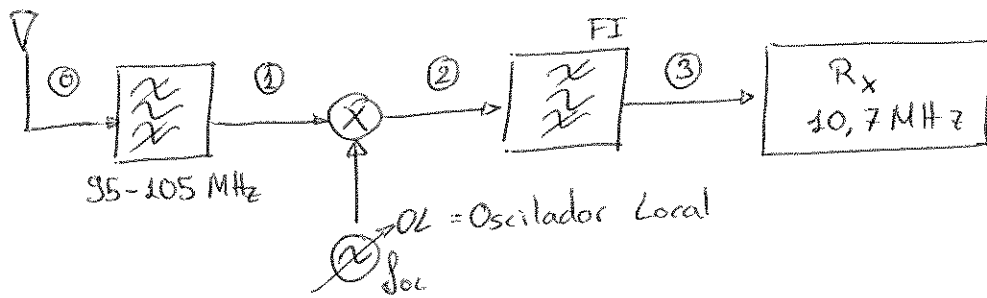 FI
⓪ ① ② ③
Rx
10,7 MHz
X
95-105 MHz
OL = Oscilador Local
fOL